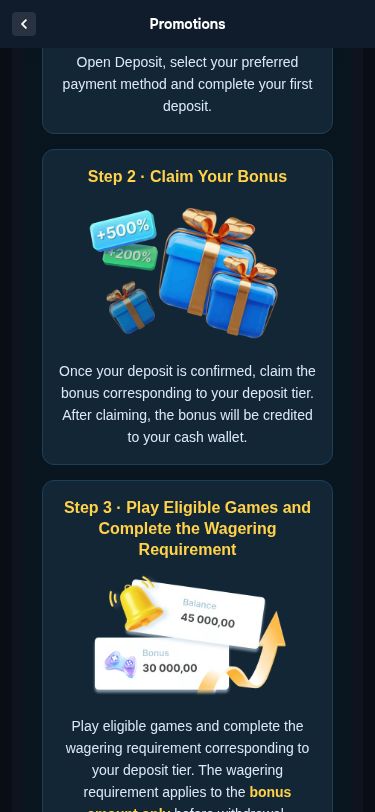 Promotions
Open Deposit, select your preferred
payment method and complete your first
deposit.
Step 2 · Claim Your Bonus
+500%
+200%
Once your deposit is confirmed, claim the
bonus corresponding to your deposit tier.
After claiming, the bonus will be credited
to your cash wallet.
Step 3 · Play Eligible Games and
Complete the Wagering
Requirement
Balance
45 000,00
Bonus
30 000,00
Play eligible games and complete the
wagering requirement corresponding to
your deposit tier. The wagering
requirement applies to the bonus
amount only before withdrawal